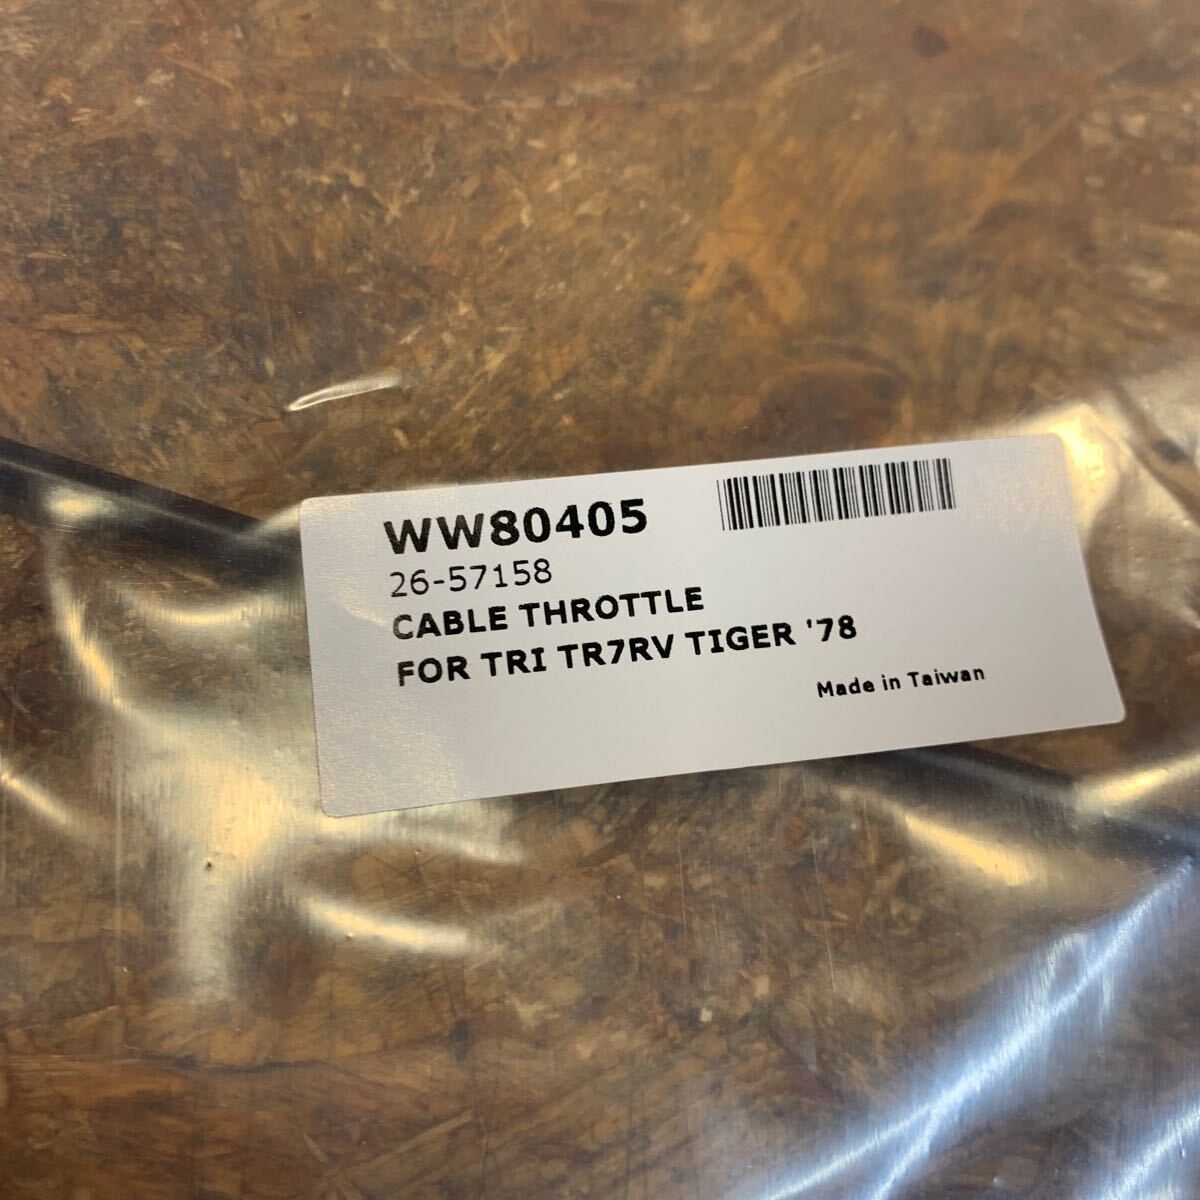 WW80405
26-57158
CABLE THROTTLE
FOR TRI TR7RV TIGER '78
Made in Taiwan